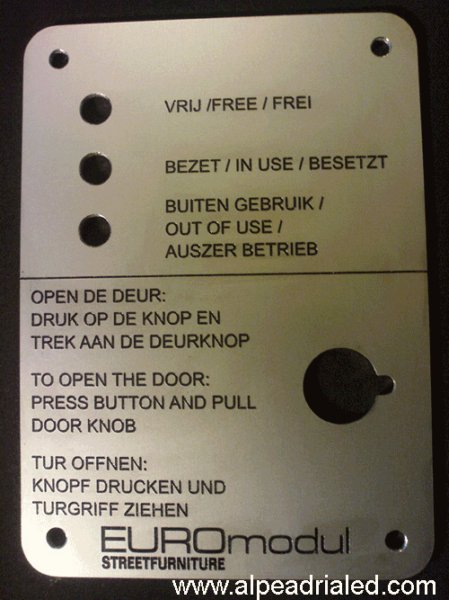 VRIJ /FREE / FREI
BEZET / IN USE / BESETZT
BUITEN GEBRUIK /
OUT OF USE /
AUSZER BETRIEB
OPEN DE DEUR:
DRUK OP DE KNOP EN
TREK AAN DE DEURKNOP
TO OPEN THE DOOR:
PRESS BUTTON AND PULL
DOOR KNOB
TUR OFFNEN:
KNOPF DRUCKEN UND
TURGRIFF ZIEHEN
EUROmodul
STREETFURNITURE
www.alpeadrialed.com